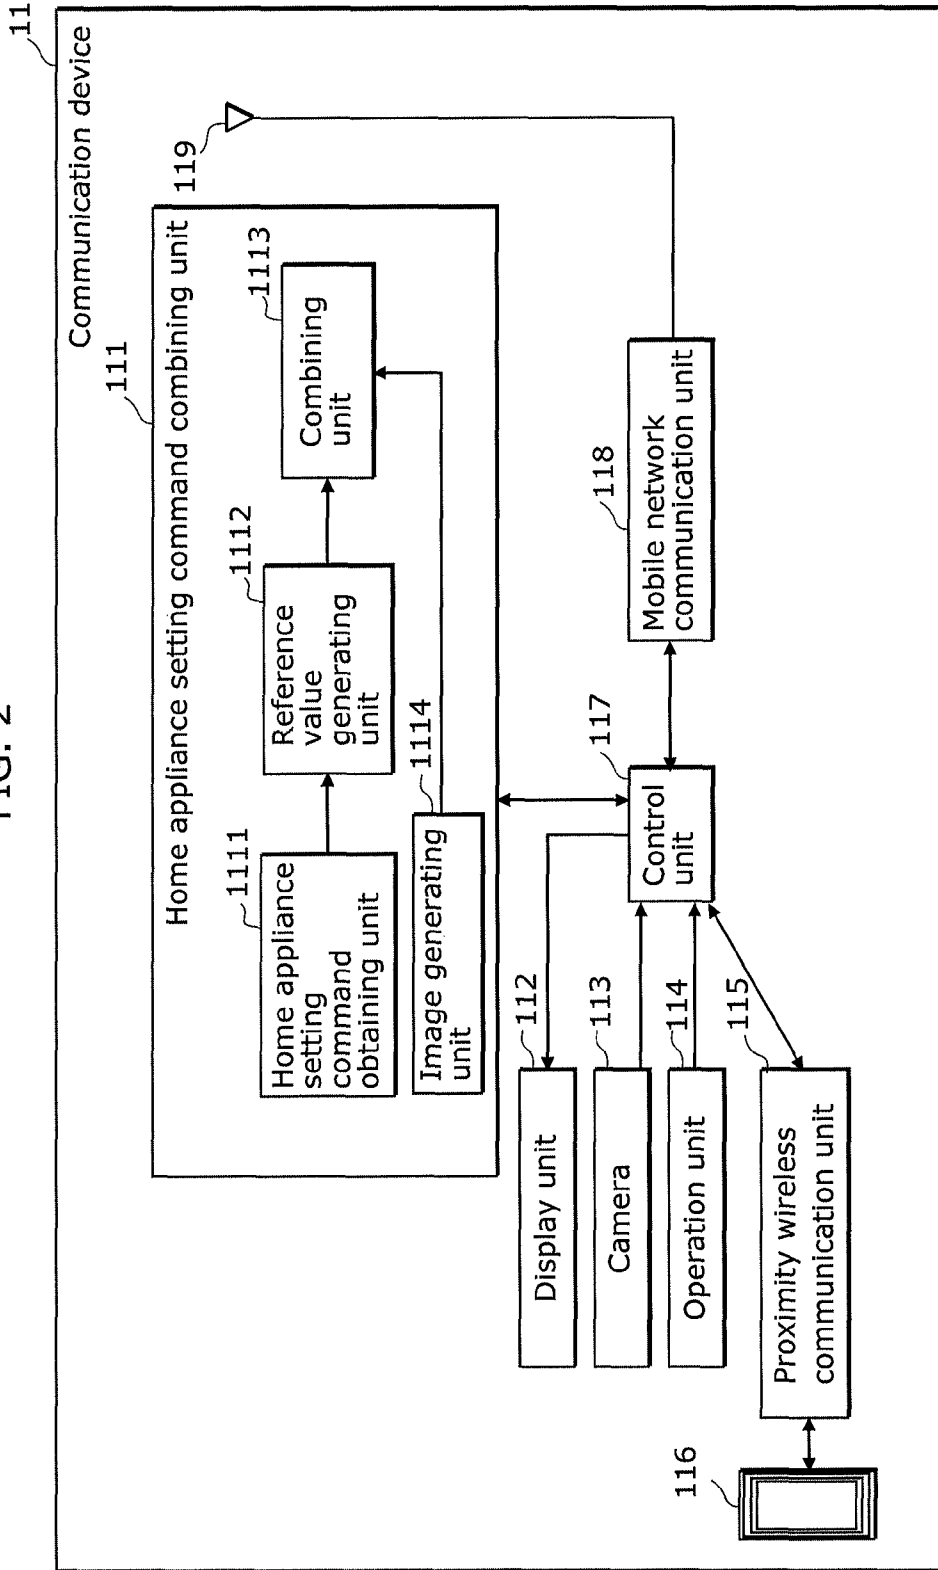 FIG. 2
11
Communication device
119
111
Home appliance setting command combining unit
1111
Home appliance
setting
command
obtaining unit
1112
Reference
value
generating
unit
1113
Combining
unit
1114
Image generating
unit
112
Display unit
113
Camera
114
Operation unit
115
Proximity wireless
communication unit
116
117
Control
unit
118
Mobile network
communication unit